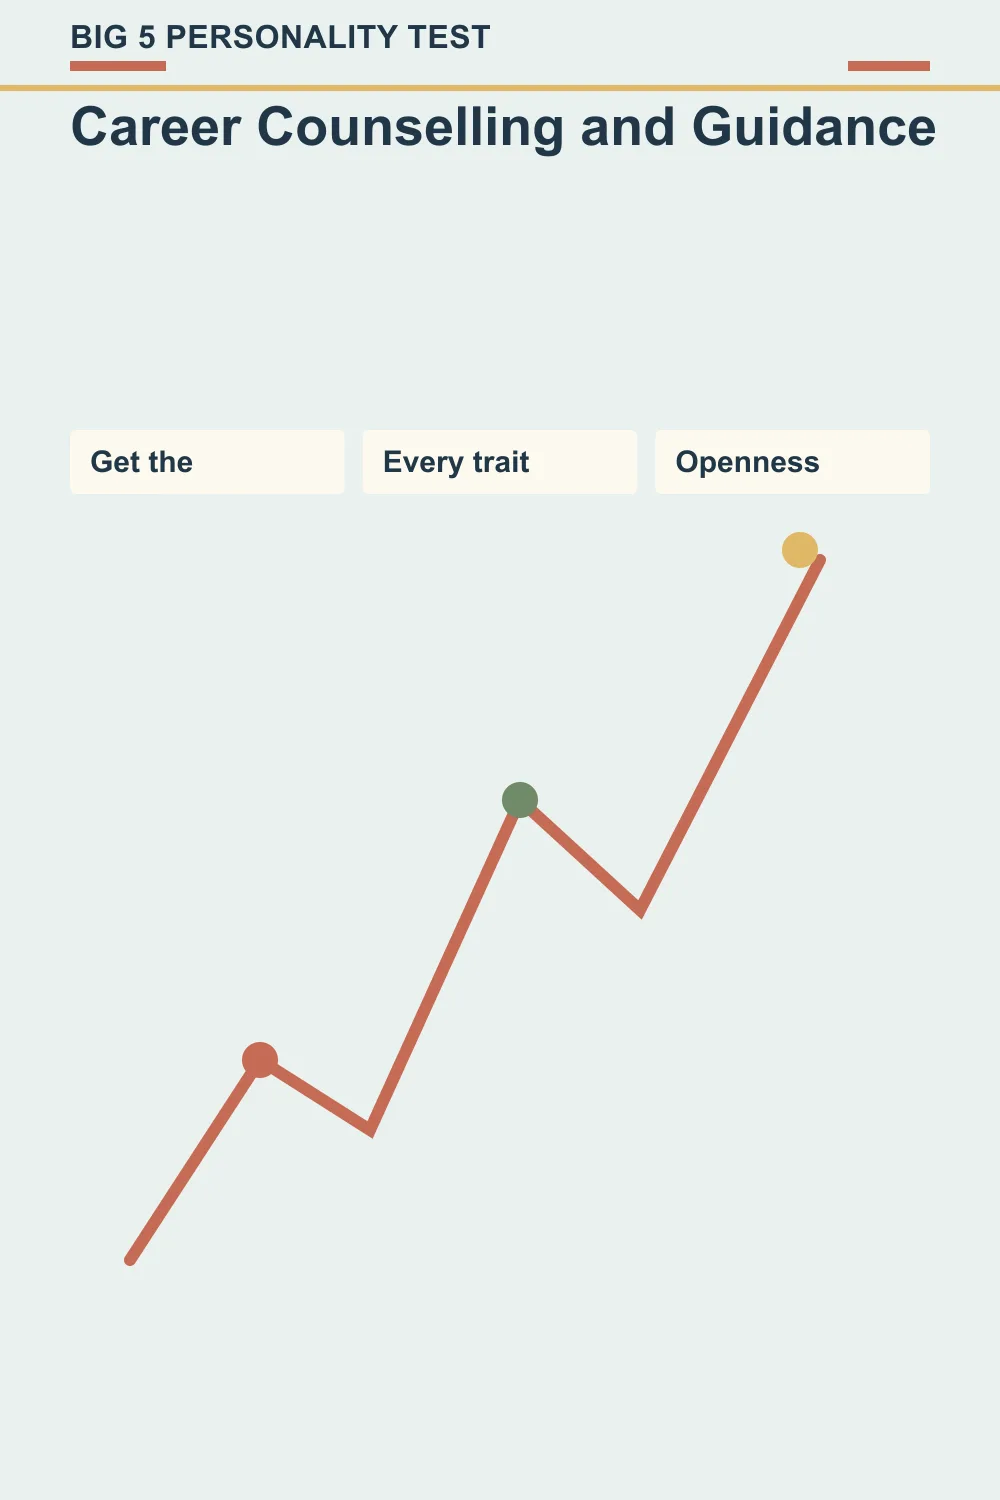 BIG 5 PERSONALITY TEST
Career Counselling and Guidance
Get the
Every trait
Openness